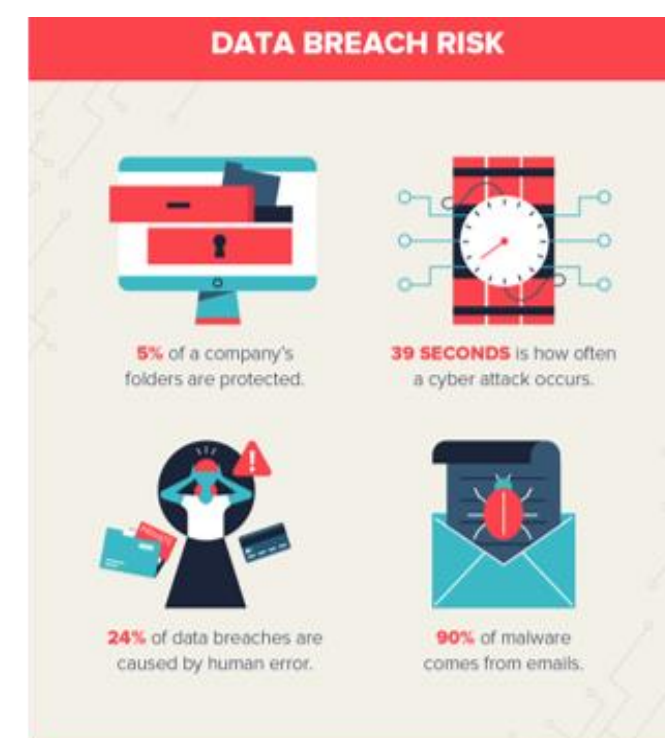 DATA BREACH RISK
5% of a company's
folders are protected.
39 SECONDS is how often
a cyber attack occurs.
PRIVATE
24% of data breaches are
caused by human error.
90% of malware
comes from emails.